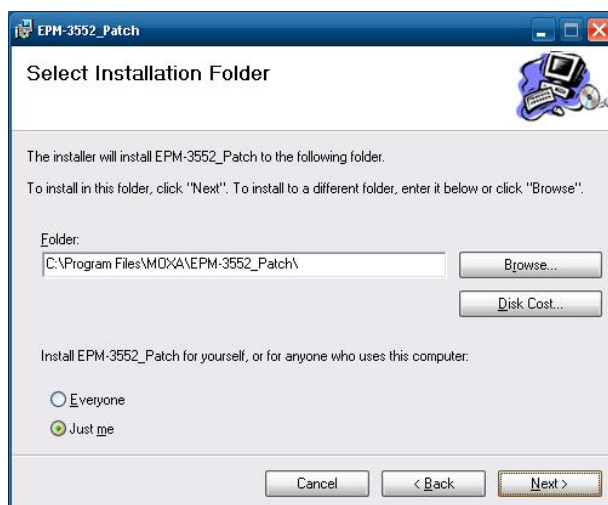 EPM-3552_Patch
Select Installation Folder
The installer will install EPM-3552_Patch to the following folder.
To install in this folder, click "Next". To install to a different folder, enter it below or click "Browse".
Folder:
C:\Program Files\MOXA\EPM-3552_Patch\
Browse...
Disk Cost...
Install EPM-3552_Patch for yourself, or for anyone who uses this computer:
Everyone
Just me
Cancel
< Back
Next >